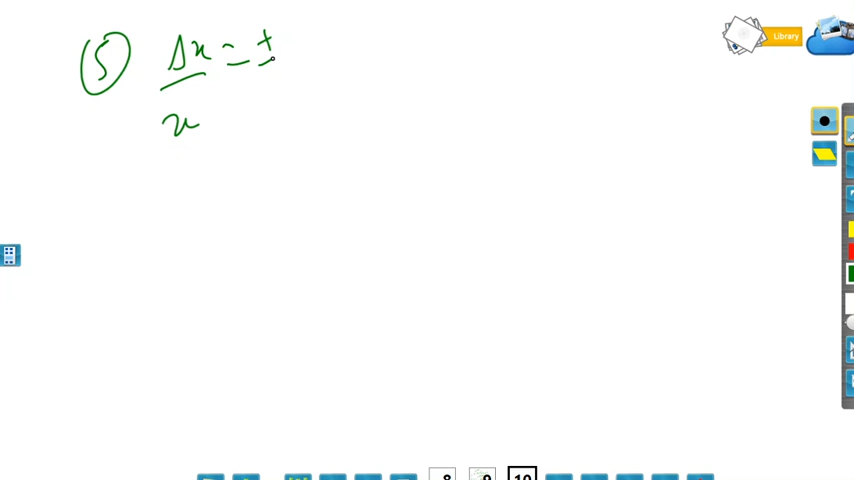 Library
(5) Δx = ±
x
8 9 10